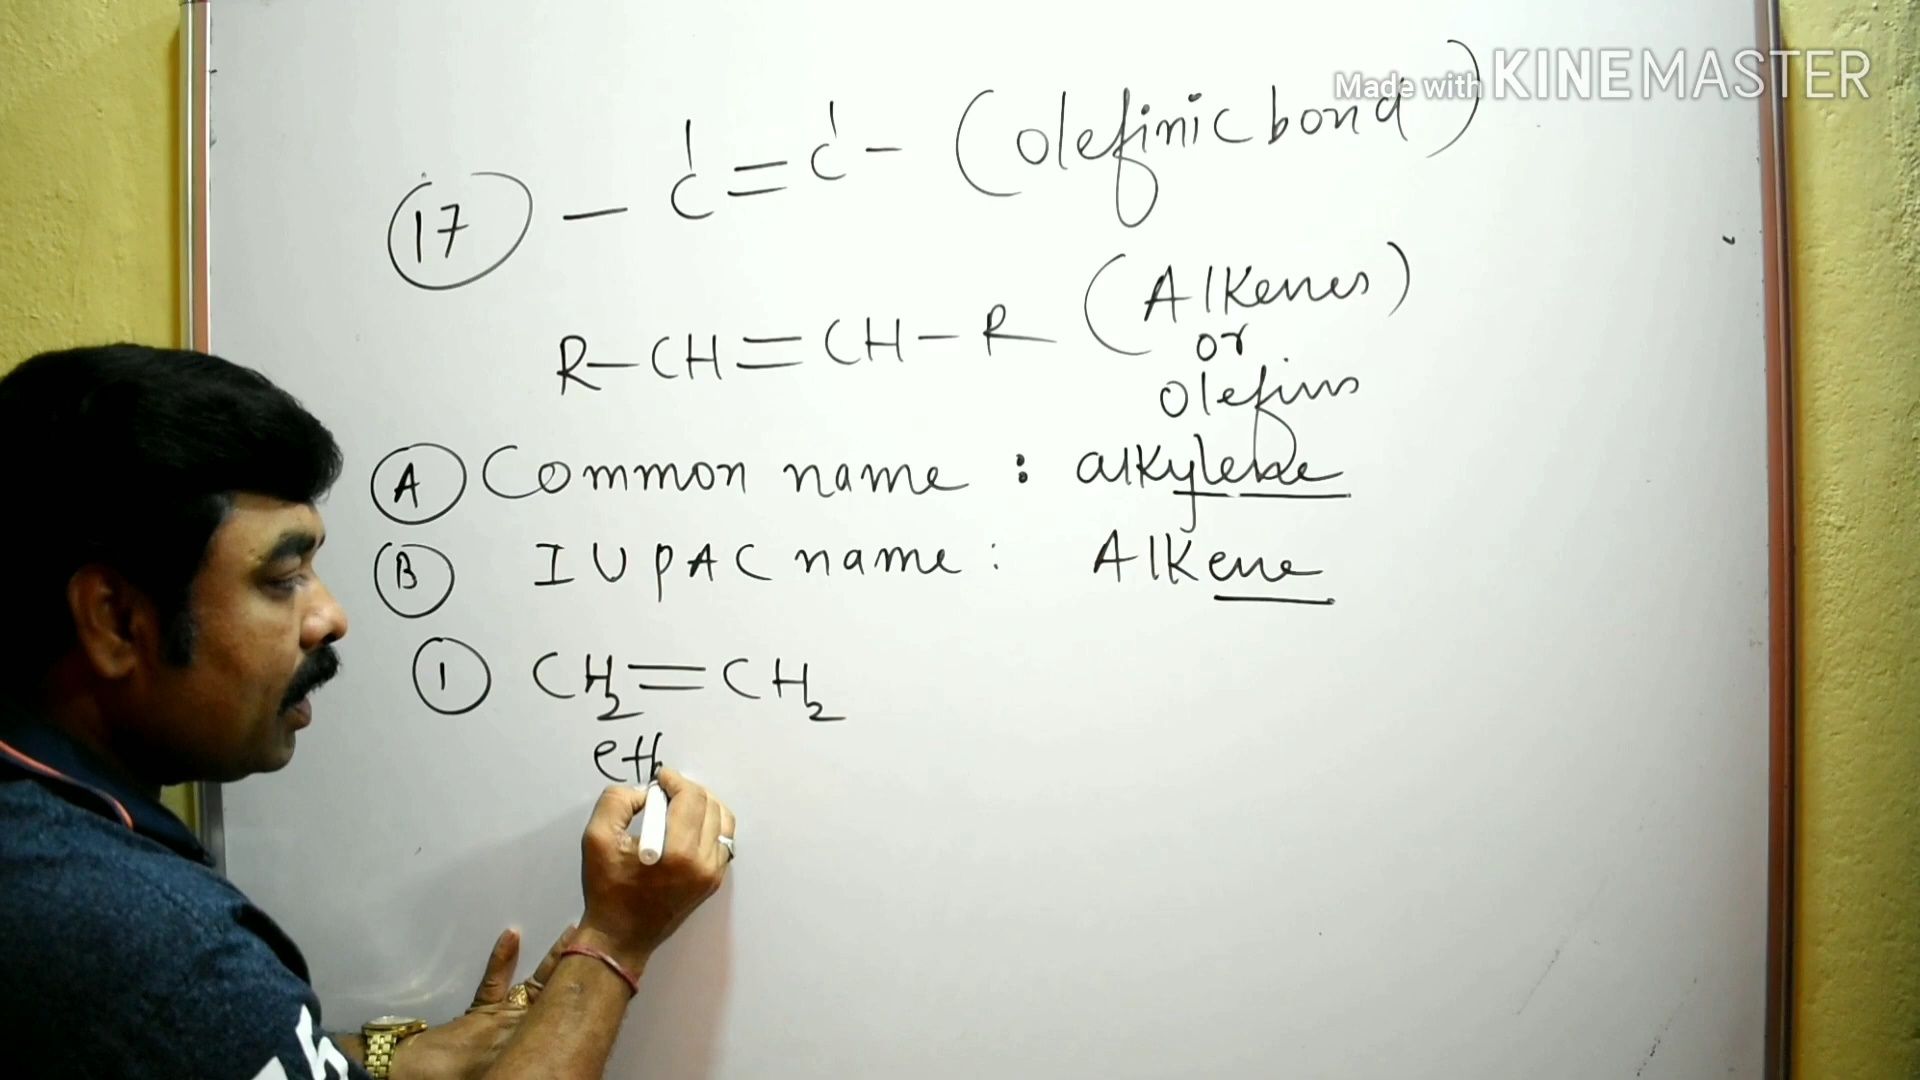 Made with KINEMASTER
17 — C = C — (olefinic bond)
R—CH=CH—R (Alkenes)
or
olefins
A Common name : alkylene
B IUPAC name : Alkene
1 CH₂=CH₂
eth